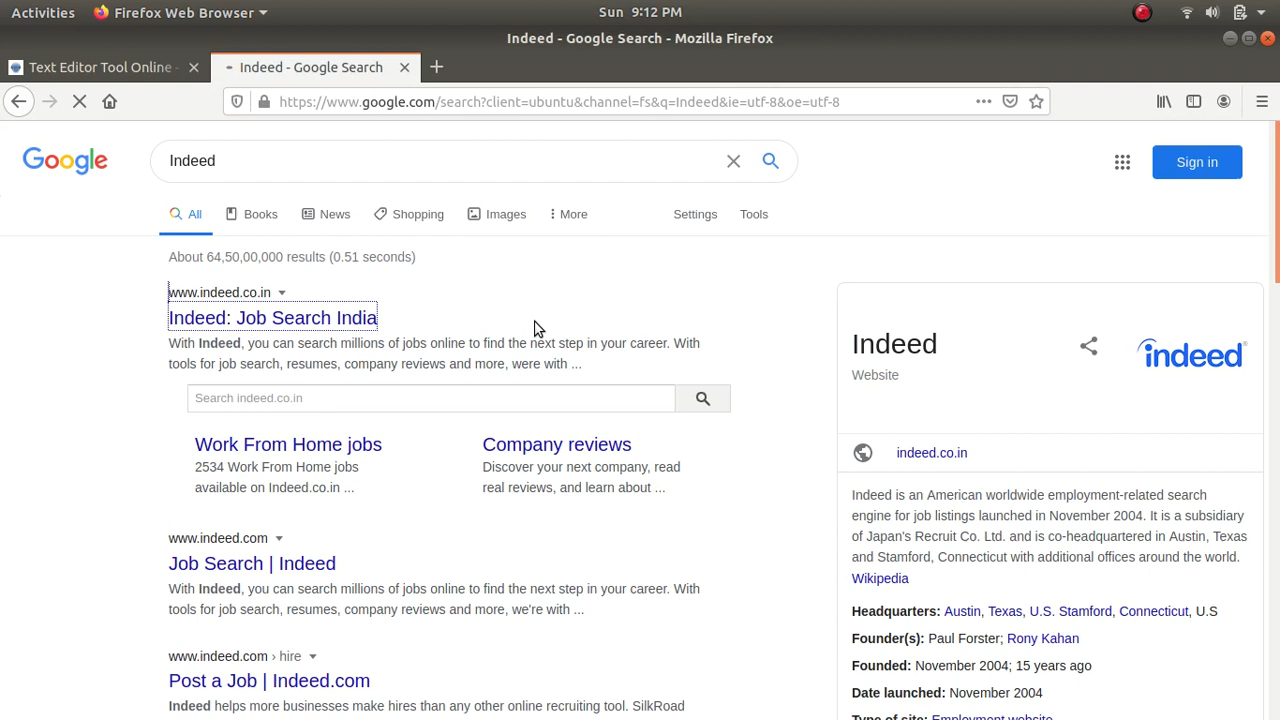 Activities Firefox Web Browser Sun 9:12 PM
Indeed - Google Search - Mozilla Firefox
Text Editor Tool Online - Indeed - Google Search
https://www.google.com/search?client=ubuntu&channel=fs&q=Indeed&ie=utf-8&oe=utf-8
Google Indeed Sign in
All Books News Shopping Images More Settings Tools
About 64,50,00,000 results (0.51 seconds)
www.indeed.co.in
Indeed: Job Search India
With Indeed, you can search millions of jobs online to find the next step in your career. With
tools for job search, resumes, company reviews and more, were with ...
Search indeed.co.in
Work From Home jobs
2534 Work From Home jobs
available on Indeed.co.in ...
Company reviews
Discover your next company, read
real reviews, and learn about ...
www.indeed.com
Job Search | Indeed
With Indeed, you can search millions of jobs online to find the next step in your career. With
tools for job search, resumes, company reviews and more, we're with ...
www.indeed.com › hire
Post a Job | Indeed.com
Indeed helps more businesses make hires than any other online recruiting tool. SilkRoad
Indeed
Website
indeed
indeed.co.in
Indeed is an American worldwide employment-related search
engine for job listings launched in November 2004. It is a subsidiary
of Japan's Recruit Co. Ltd. and is co-headquartered in Austin, Texas
and Stamford, Connecticut with additional offices around the world.
Wikipedia
Headquarters: Austin, Texas, U.S. Stamford, Connecticut, U.S
Founder(s): Paul Forster; Rony Kahan
Founded: November 2004; 15 years ago
Date launched: November 2004
Type of site: Employment website